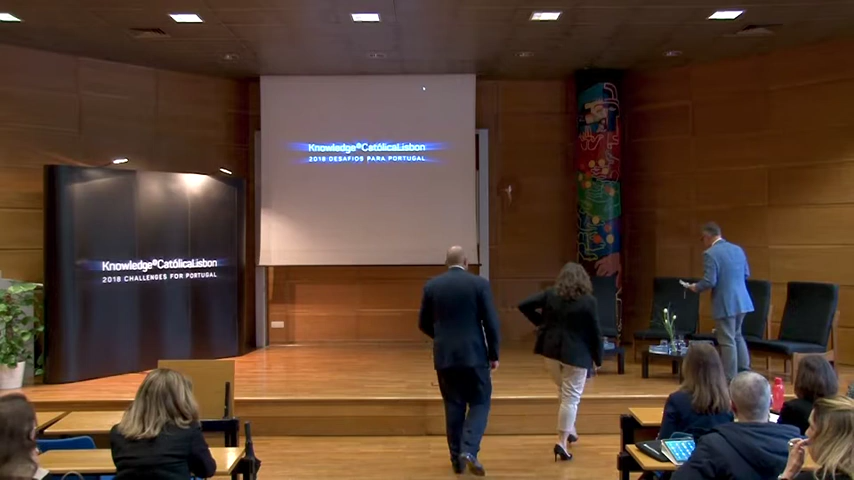 Knowledge@CatólicaLisbon
2018 DESAFIOS PARA PORTUGAL
Knowledge@CatólicaLisbon
2018 CHALLENGES FOR PORTUGAL